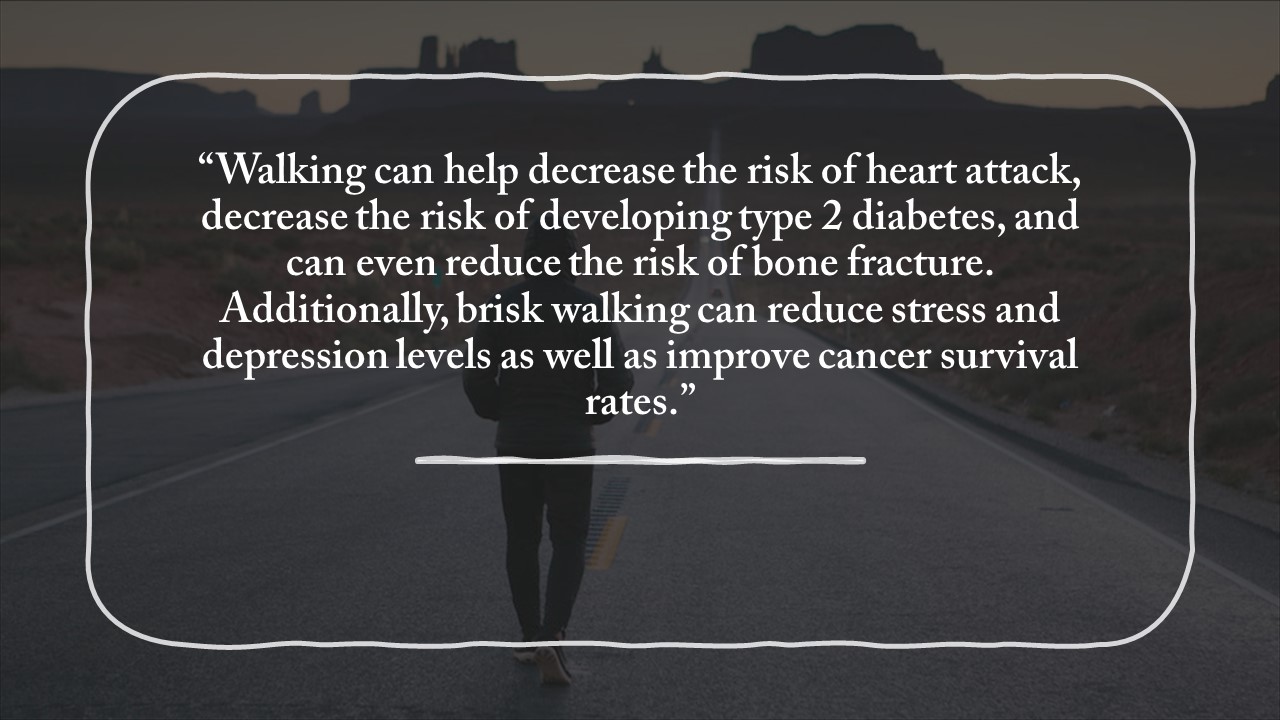 “Walking can help decrease the risk of heart attack,
decrease the risk of developing type 2 diabetes, and
can even reduce the risk of bone fracture.
Additionally, brisk walking can reduce stress and
depression levels as well as improve cancer survival
rates.”